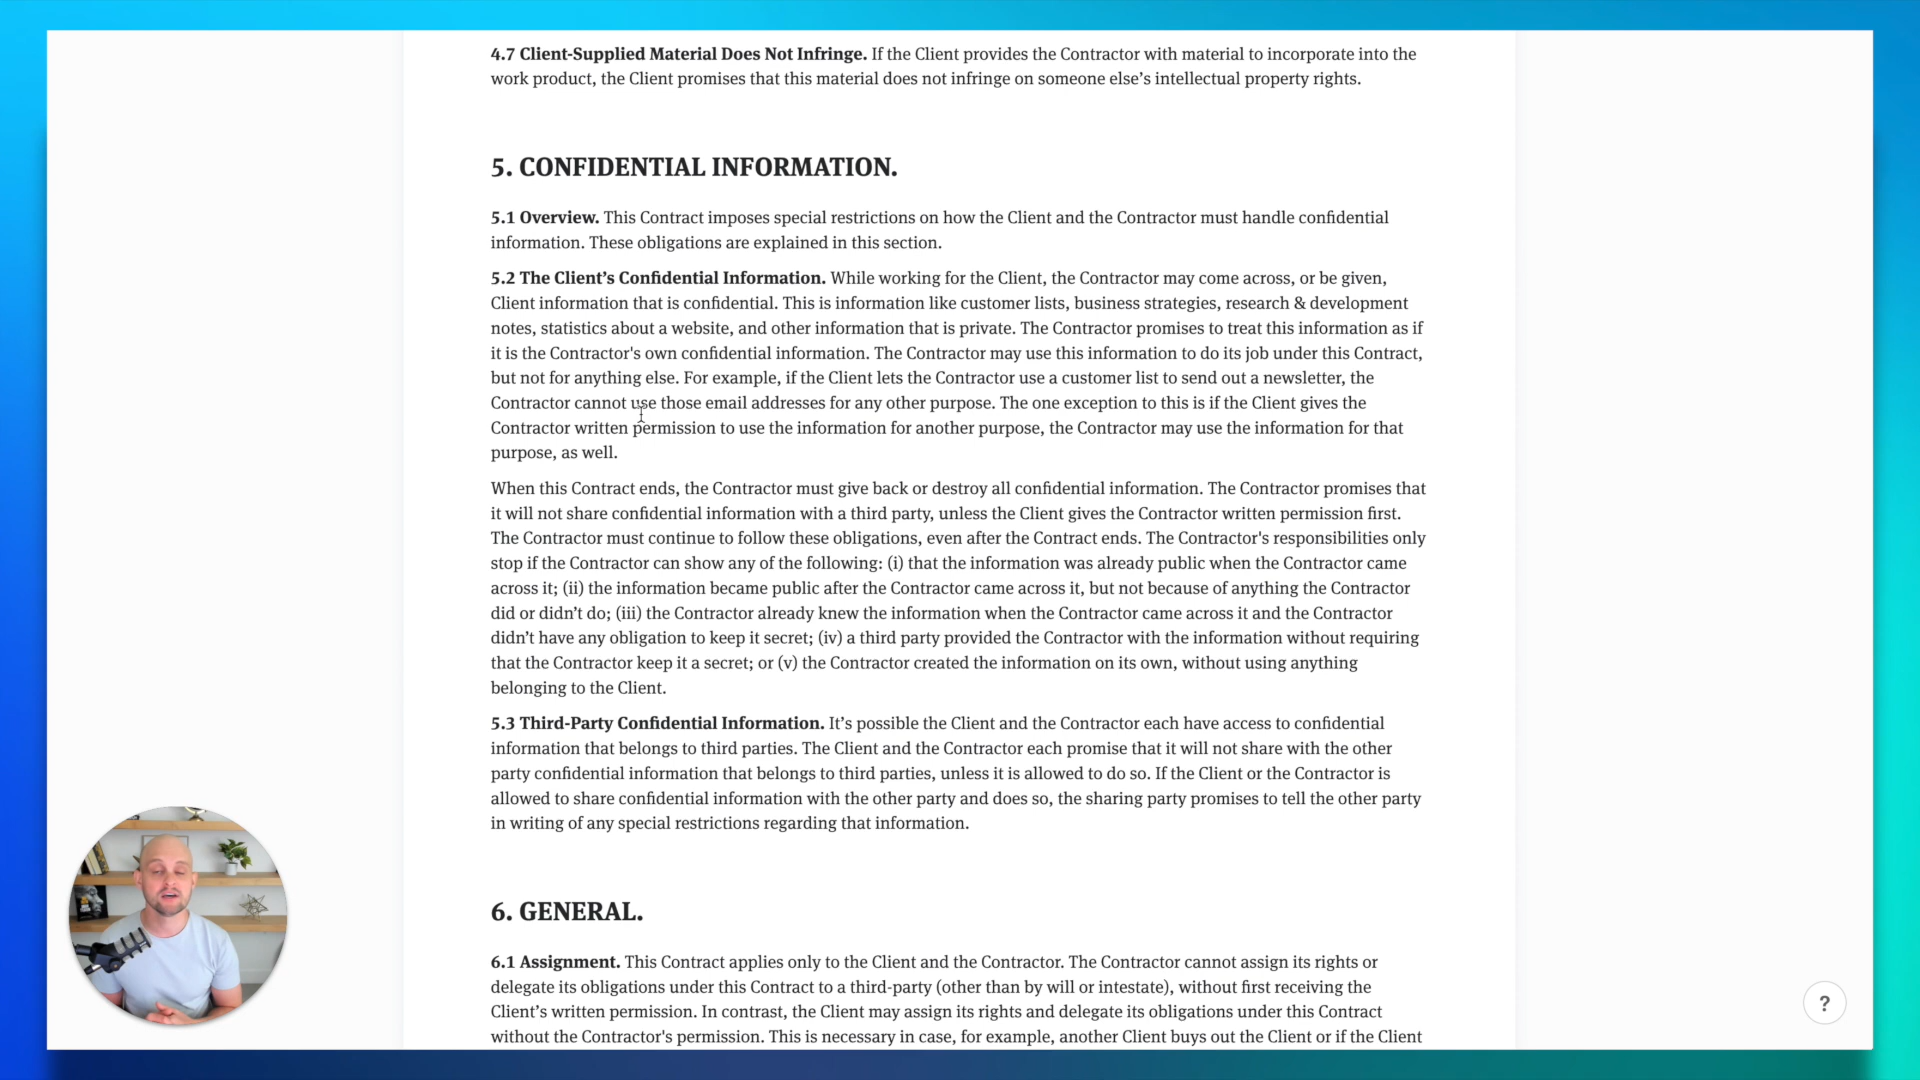 4.7 Client-Supplied Material Does Not Infringe. If the Client provides the Contractor with material to incorporate into the
work product, the Client promises that this material does not infringe on someone else’s intellectual property rights.
5. CONFIDENTIAL INFORMATION.
5.1 Overview. This Contract imposes special restrictions on how the Client and the Contractor must handle confidential
information. These obligations are explained in this section.
5.2 The Client’s Confidential Information. While working for the Client, the Contractor may come across, or be given,
Client information that is confidential. This is information like customer lists, business strategies, research & development
notes, statistics about a website, and other information that is private. The Contractor promises to treat this information as if
it is the Contractor's own confidential information. The Contractor may use this information to do its job under this Contract,
but not for anything else. For example, if the Client lets the Contractor use a customer list to send out a newsletter, the
Contractor cannot use those email addresses for any other purpose. The one exception to this is if the Client gives the
Contractor written permission to use the information for another purpose, the Contractor may use the information for that
purpose, as well.
When this Contract ends, the Contractor must give back or destroy all confidential information. The Contractor promises that
it will not share confidential information with a third party, unless the Client gives the Contractor written permission first.
The Contractor must continue to follow these obligations, even after the Contract ends. The Contractor's responsibilities only
stop if the Contractor can show any of the following: (i) that the information was already public when the Contractor came
across it; (ii) the information became public after the Contractor came across it, but not because of anything the Contractor
did or didn’t do; (iii) the Contractor already knew the information when the Contractor came across it and the Contractor
didn’t have any obligation to keep it secret; (iv) a third party provided the Contractor with the information without requiring
that the Contractor keep it a secret; or (v) the Contractor created the information on its own, without using anything
belonging to the Client.
5.3 Third-Party Confidential Information. It’s possible the Client and the Contractor each have access to confidential
information that belongs to third parties. The Client and the Contractor each promise that it will not share with the other
party confidential information that belongs to third parties, unless it is allowed to do so. If the Client or the Contractor is
allowed to share confidential information with the other party and does so, the sharing party promises to tell the other party
in writing of any special restrictions regarding that information.
6. GENERAL.
6.1 Assignment. This Contract applies only to the Client and the Contractor. The Contractor cannot assign its rights or
delegate its obligations under this Contract to a third-party (other than by will or intestate), without first receiving the
Client’s written permission. In contrast, the Client may assign its rights and delegate its obligations under this Contract
without the Contractor's permission. This is necessary in case, for example, another Client buys out the Client or if the Client
?